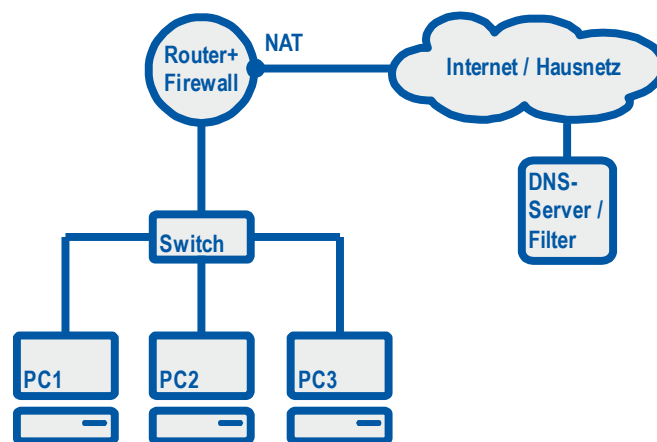 NAT
Router+
Firewall
Internet / Hausnetz
DNS-
Server /
Filter
Switch
PC1
PC2
PC3